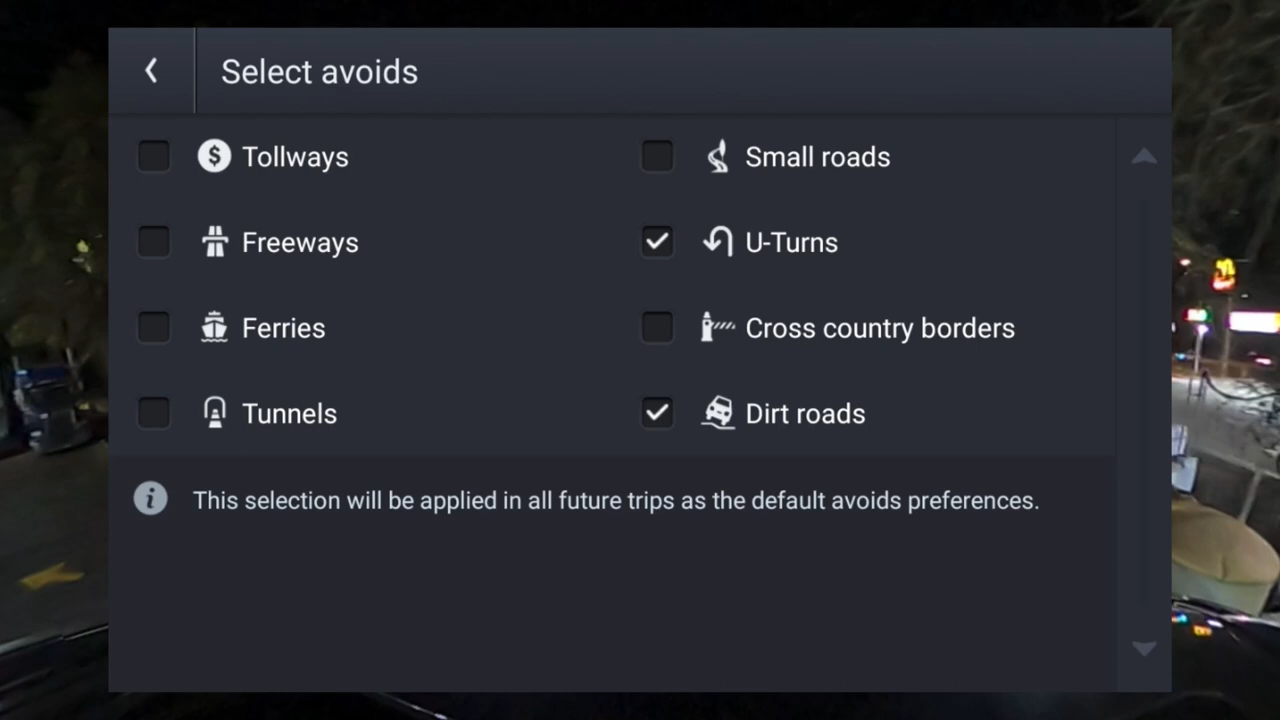 Select avoids
Tollways
Small roads
Freeways
U-Turns
Ferries
Cross country borders
Tunnels
Dirt roads
This selection will be applied in all future trips as the default avoids preferences.